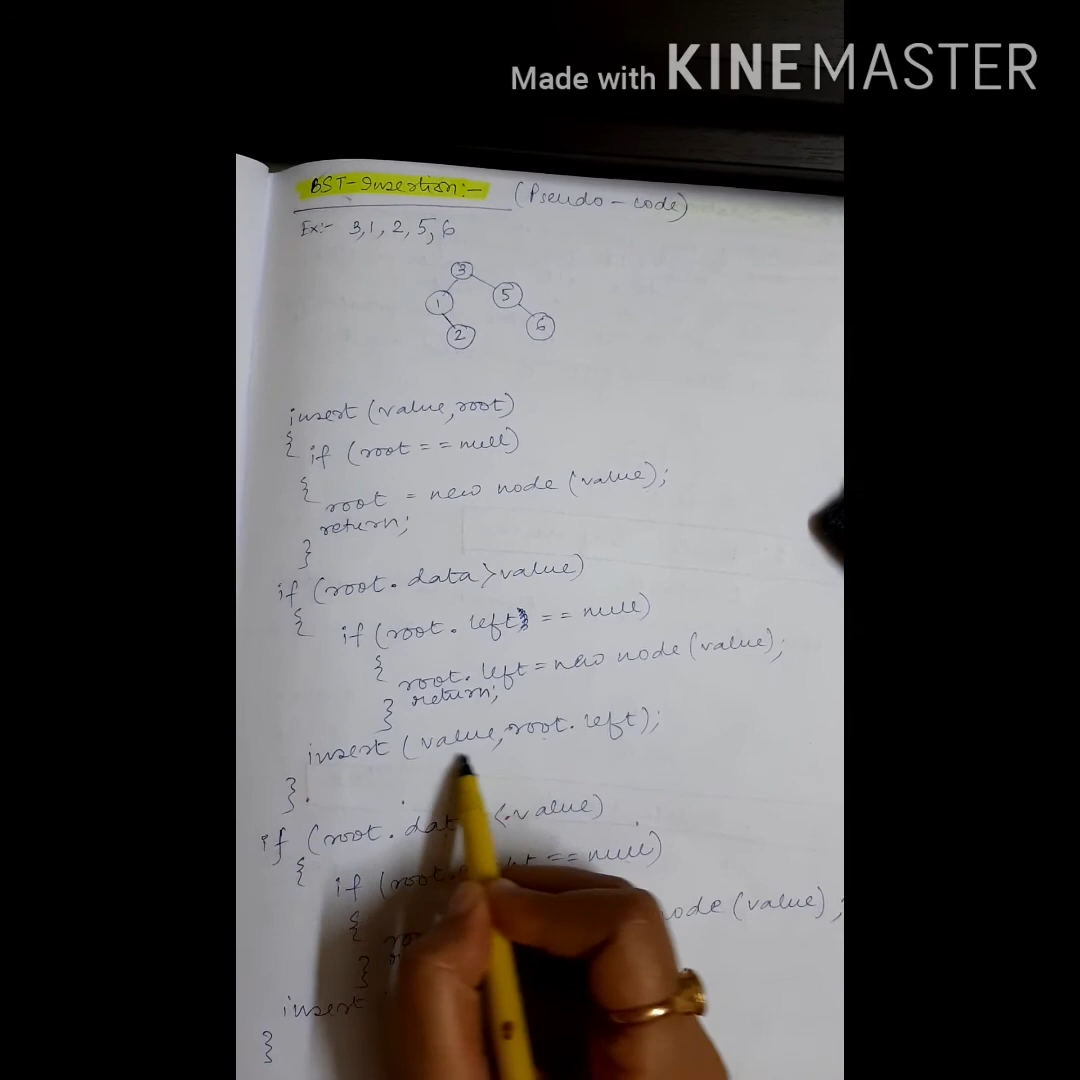 Made with KINEMASTER
BST-Insertion:- (Pseudo-code)
Ex:- 3,1,2,5,6
3
1 5
2 6
insert (value,root)
{ if (root == null)
{ root = new node (value);
return;
}
if (root.data > value)
{ if (root.left == null)
{ root.left = new node (value);
} return;
insert (value,root.left);
}
if (root. < value)
{ if (root. == null)
{ node (value);
}
insert
}